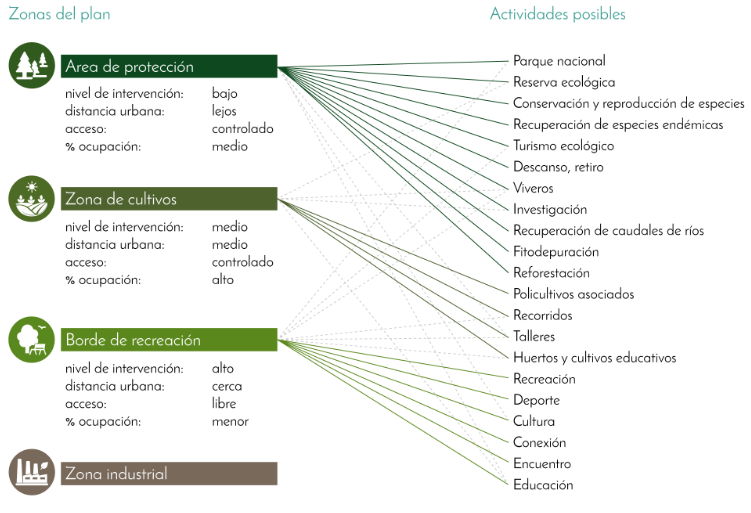 Zonas del plan
Area de protección
nivel de intervención: bajo
distancia urbana: lejos
acceso: controlado
% ocupación: medio
Zona de cultivos
nivel de intervención: medio
distancia urbana: medio
acceso: controlado
% ocupación: alto
Borde de recreación
nivel de intervención: alto
distancia urbana: cerca
acceso: libre
% ocupación: menor
Zona industrial
Actividades posibles
Parque nacional
Reserva ecológica
Conservación y reproducción de especies
Recuperación de especies endémicas
Turismo ecológico
Descanso, retiro
Viveros
Investigación
Recuperación de caudales de ríos
Fitodepuración
Reforestación
Policultivos asociados
Recorridos
Talleres
Huertos y cultivos educativos
Recreación
Deporte
Cultura
Conexión
Encuentro
Educación